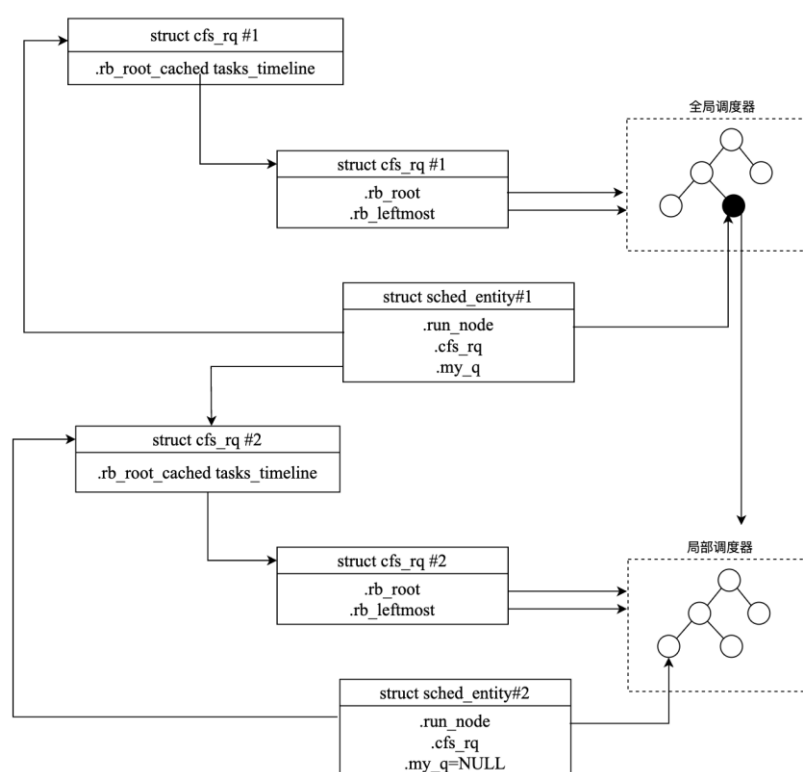 struct cfs_rq #1
.rb_root_cached tasks_timeline
全局调度器
struct cfs_rq #1
.rb_root
.rb_leftmost
struct sched_entity#1
.run_node
.cfs_rq
.my_q
struct cfs_rq #2
.rb_root_cached tasks_timeline
局部调度器
struct cfs_rq #2
.rb_root
.rb_leftmost
struct sched_entity#2
.run_node
.cfs_rq
.my_q=NULL